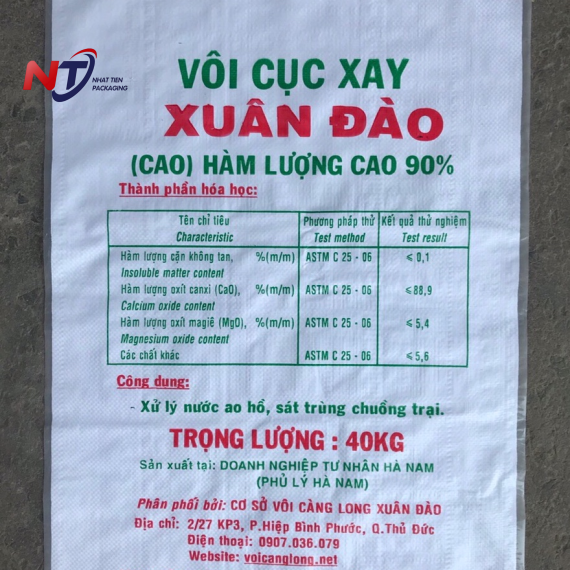 NT
NHAT TIEN
PACKAGING
VÔI CỤC XAY
XUÂN ĐÀO
(CAO) HÀM LƯỢNG CAO 90%
Thành phần hóa học:
Tên chỉ tiêu Phương pháp thử Kết quả thử nghiệm
Characteristic Test method Test result
Hàm lượng cặn không tan, %(m/m) ASTM C 25 - 06 ≤ 0,1
Insoluble matter content
Hàm lượng oxít canxi (CaO), %(m/m) ASTM C 25 - 06 ≤88,9
Calcium oxide content
Hàm lượng oxít magiê (MgO), %(m/m) ASTM C 25 - 06 ≤ 5,4
Magnesium oxide content
Các chất khác ASTM C 25 - 06 ≤ 5,6
Công dung:
- Xử lý nước ao hồ, sát trùng chuồng trại.
TRỌNG LƯỢNG : 40KG
Sản xuất tại: DOANH NGHIỆP TƯ NHÂN HÀ NAM
(PHỦ LÝ HÀ NAM)
Phân phối bởi: CƠ SỞ VÔI CÀNG LONG XUÂN ĐÀO
Địa chỉ: 2/27 KP3, P.Hiệp Bình Phước, Q.Thủ Đức
Điện thoại: 0907.036.079
Website: voicanglong.net